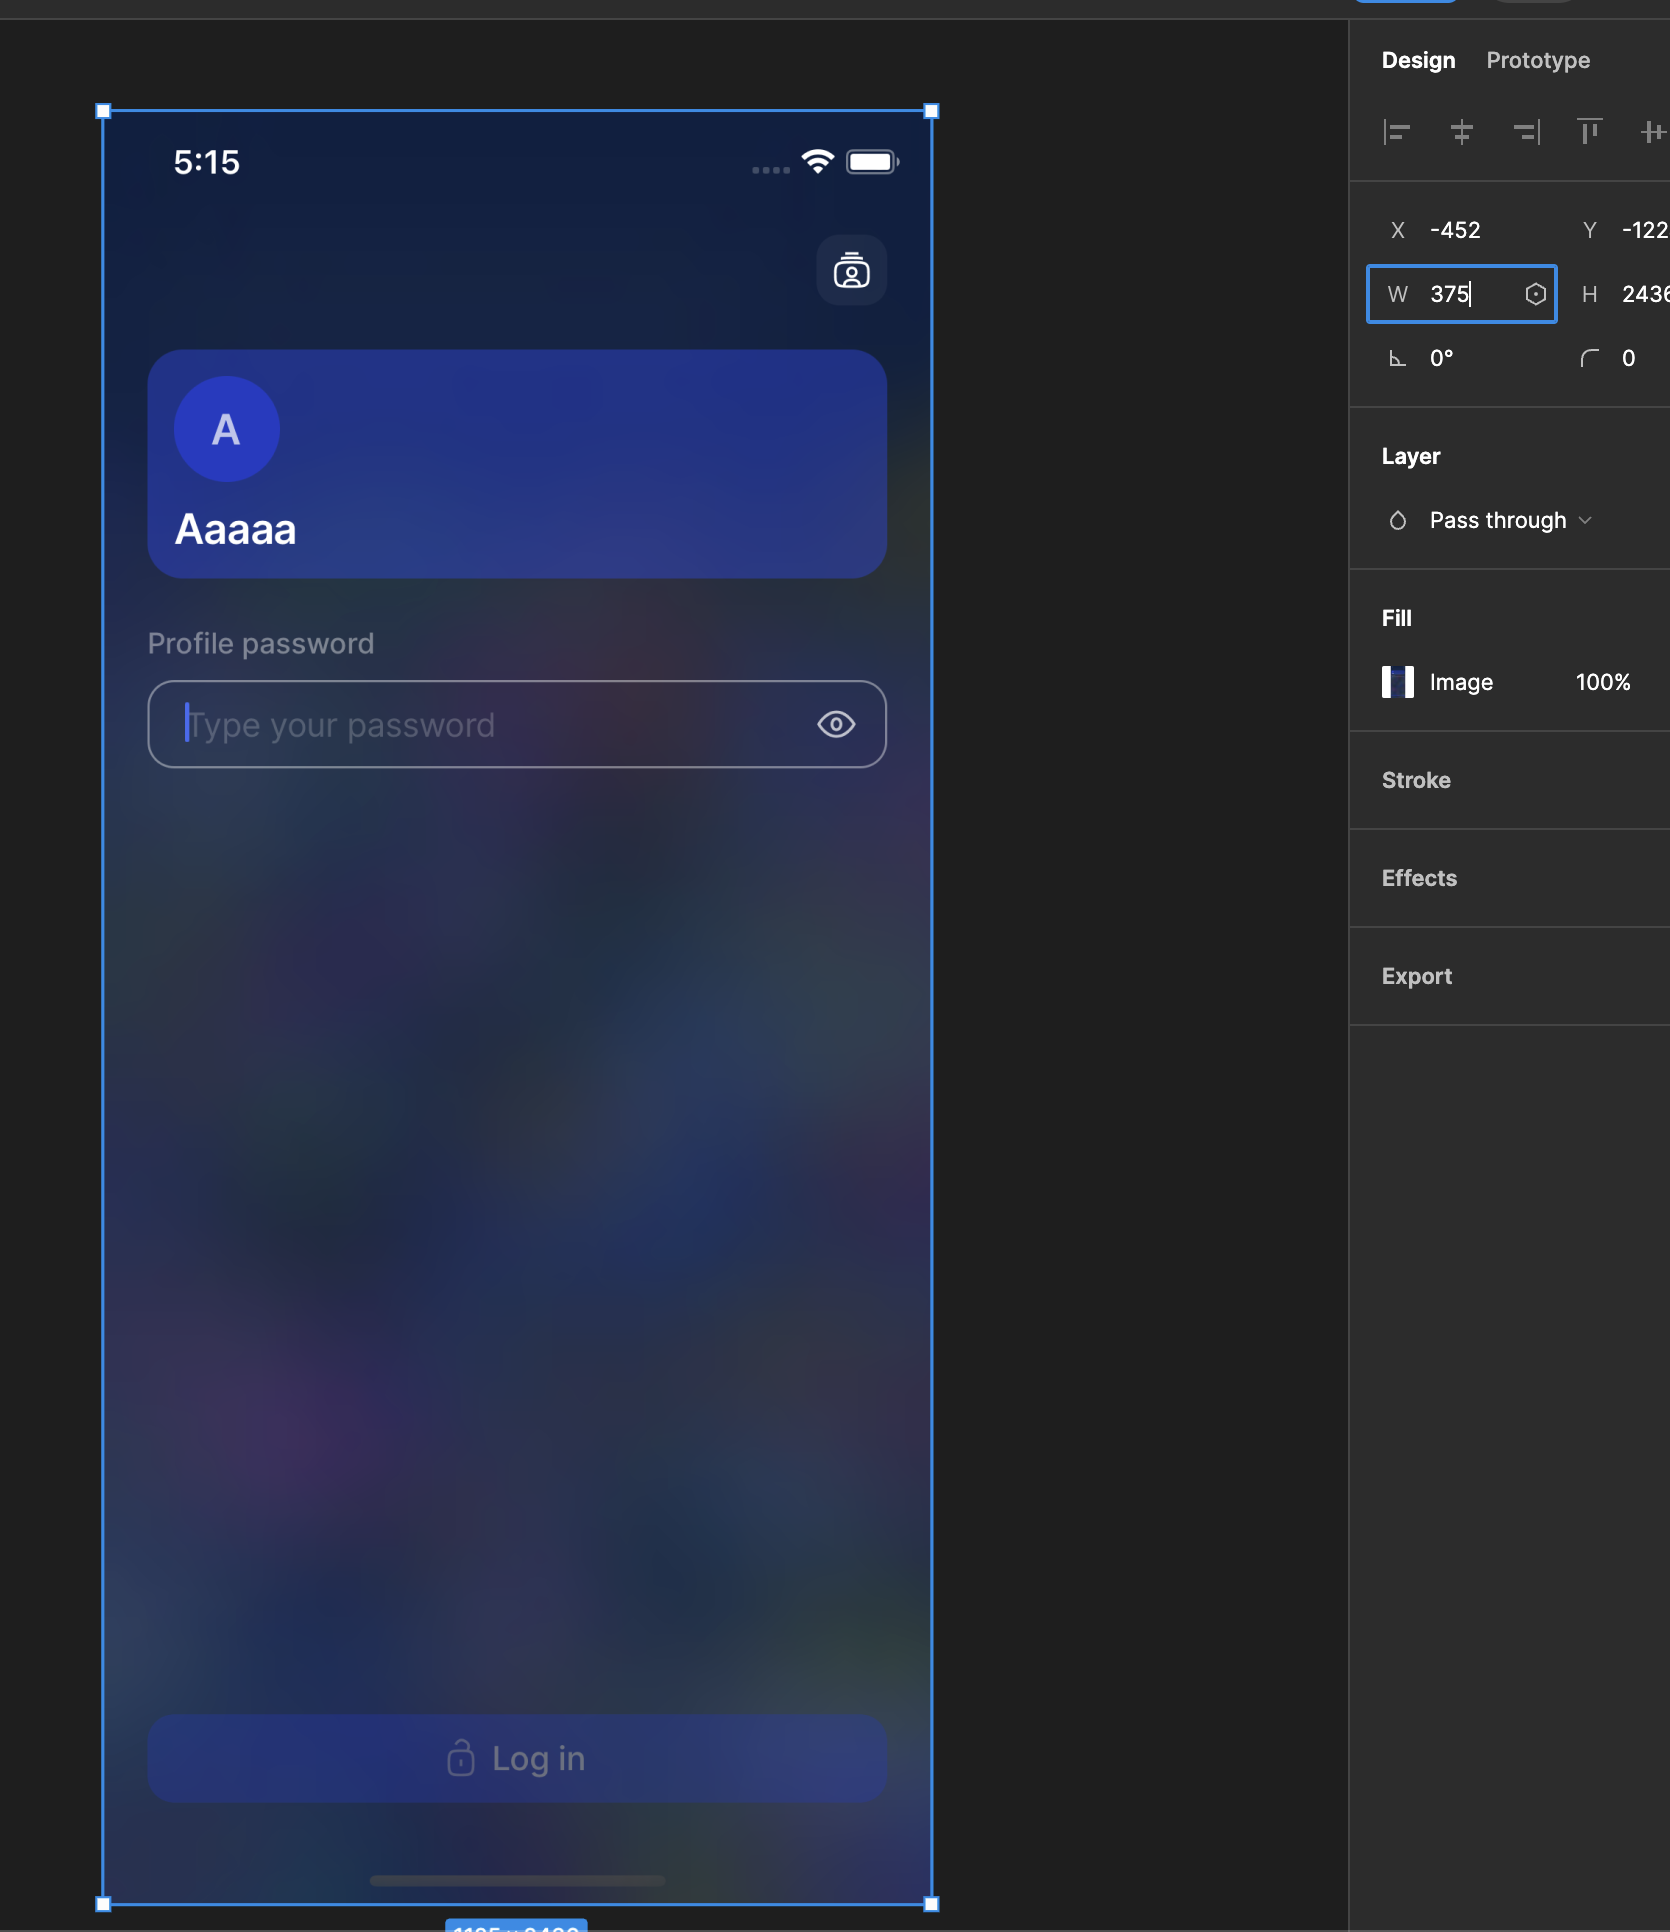 Design Prototype
5:15
X -452 Y -122
W 375 H 2436
0° 0
A
Aaaaa
Layer
Pass through
Profile password
Type your password
Fill
Image 100%
Stroke
Effects
Export
Log in